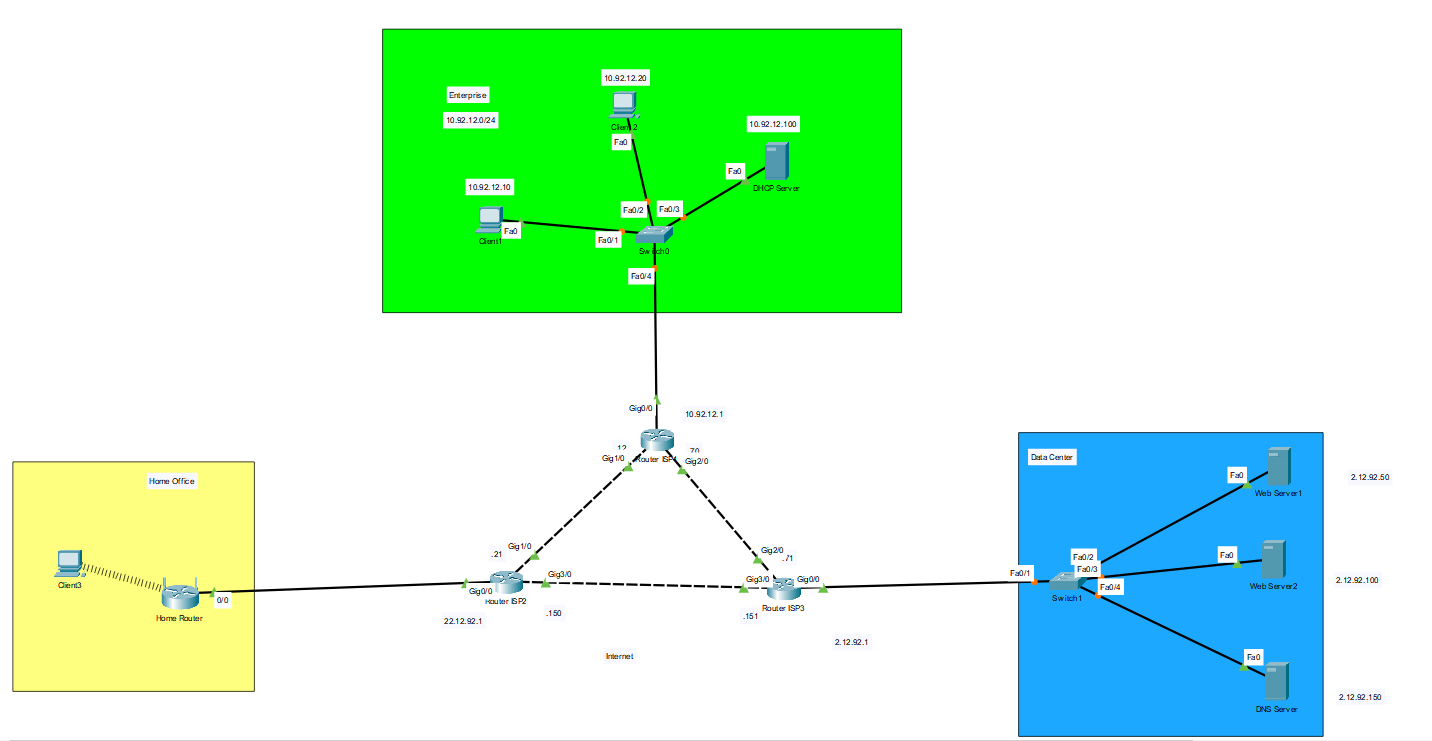 10.92.12.20
Enterprise
10.92.12.0/24
Client2
Fa0
10.92.12.100
Fa0
DHCP Server
10.92.12.10
Fa0
Client1
Fa0/2
Fa0/3
Fa0/1
Switch0
Fa0/4
Gig0/0
10.92.12.1
.12
.70
Gig1/0
Router ISP1
Gig2/0
Home Office
Client3
0/0
Home Router
.21
Gig1/0
Gig3/0
Gig0/0
Router ISP2
22.12.92.1
.150
Gig2/0
.71
Gig3/0
Gig0/0
Router ISP3
.151
2.12.92.1
Internet
Data Center
Fa0
Web Server1
2.12.92.50
Fa0/2
Fa0/3
Fa0/1
Fa0/4
Switch1
Fa0
Web Server2
2.12.92.100
Fa0
DNS Server
2.12.92.150